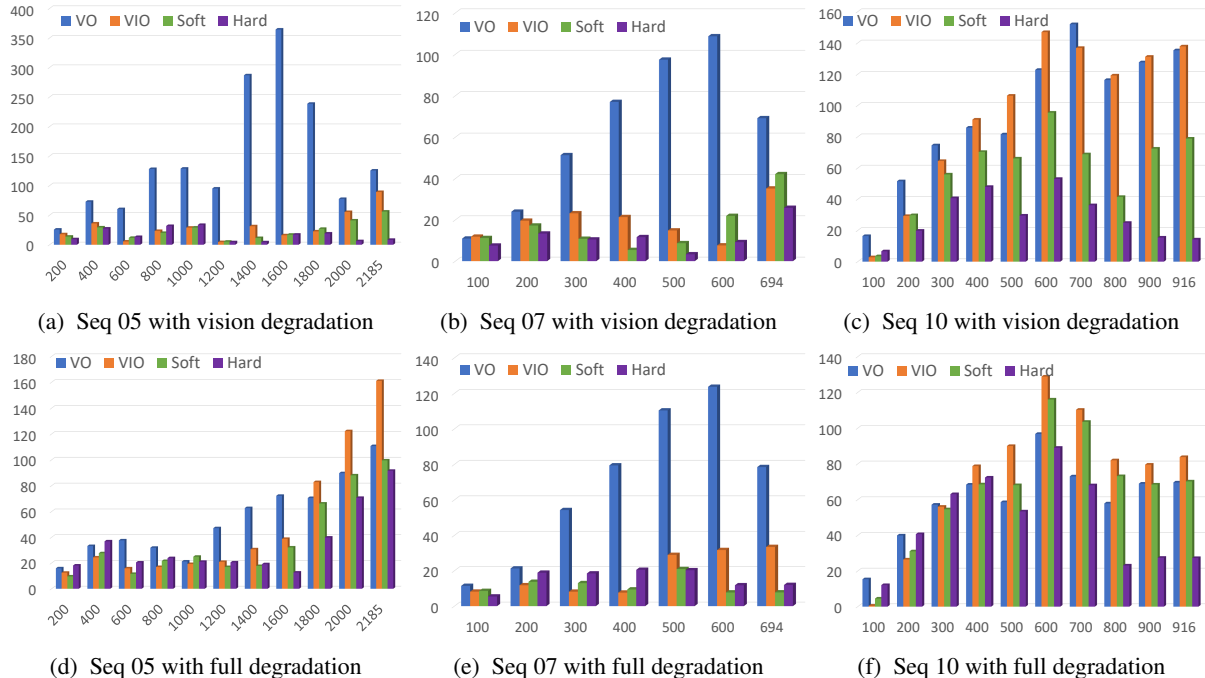 VO VIO Soft Hard
400
350
300
250
200
150
100
50
0
200 400 600 800 1000 1200 1400 1600 1800 2000 2185
(a) Seq 05 with vision degradation
VO VIO Soft Hard
120
100
80
60
40
20
0
100 200 300 400 500 600 694
(b) Seq 07 with vision degradation
VO VIO Soft Hard
160
140
120
100
80
60
40
20
0
100 200 300 400 500 600 700 800 900 916
(c) Seq 10 with vision degradation
VO VIO Soft Hard
180
160
140
120
100
80
60
40
20
0
200 400 600 800 1000 1200 1400 1600 1800 2000 2185
(d) Seq 05 with full degradation
VO VIO Soft Hard
140
120
100
80
60
40
20
0
100 200 300 400 500 600 694
(e) Seq 07 with full degradation
VO VIO Soft Hard
140
120
100
80
60
40
20
0
100 200 300 400 500 600 700 800 900 916
(f) Seq 10 with full degradation